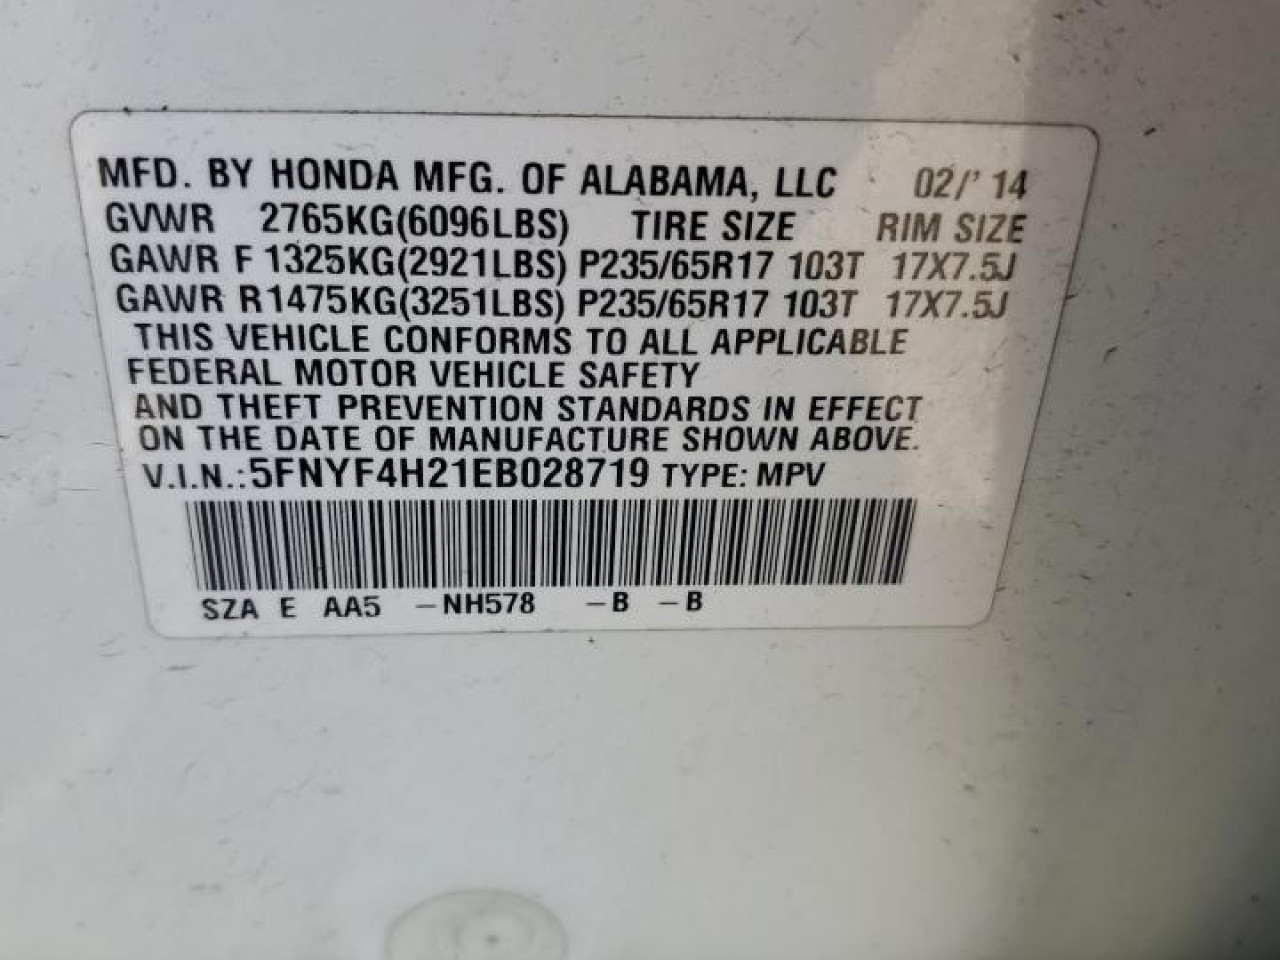 MFD. BY HONDA MFG. OF ALABAMA, LLC 02/' 14
GVWR 2765KG(6096LBS) TIRE SIZE RIM SIZE
GAWR F 1325KG(2921LBS) P235/65R17 103T 17X7.5J
GAWR R1475KG(3251LBS) P235/65R17 103T 17X7.5J
THIS VEHICLE CONFORMS TO ALL APPLICABLE
FEDERAL MOTOR VEHICLE SAFETY
AND THEFT PREVENTION STANDARDS IN EFFECT
ON THE DATE OF MANUFACTURE SHOWN ABOVE.
V.I.N.:5FNYF4H21EB028719 TYPE: MPV
SZA E AA5 -NH578 -B -B